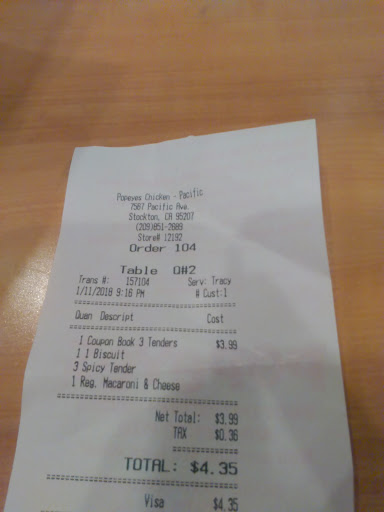 Popeyes Chicken - Pacific
7567 Pacific Ave.
Stockton, CA 95207
(209)851-2689
Store# 12192
Order 104
Table Q#2
Trans #: 157104 Serv: Tracy
1/11/2018 9:16 PM # Cust:1
Quan Descript Cost
1 Coupon Book 3 Tenders $3.99
1 1 Biscuit
3 Spicy Tender
1 Reg. Macaroni & Cheese
Net Total: $3.99
TAX $0.36
TOTAL: $4.35
Visa $4.35